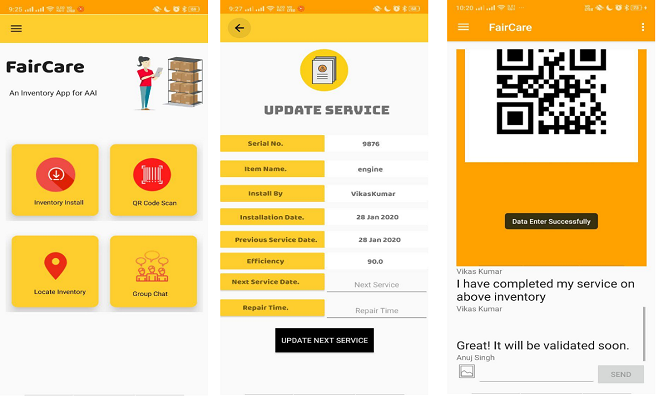 9:25
FairCare
An Inventory App for AAI
Inventory Install
QR Code Scan
Locate Inventory
Group Chat
9:27
UPDATE SERVICE
Serial No. 9876
Item Name. engine
Install By VikasKumar
Installation Date. 28 Jan 2020
Previous Service Date. 28 Jan 2020
Efficiency 90.0
Next Service Date. Next Service
Repair Time. Repair Time
UPDATE NEXT SERVICE
10:20
FairCare
Data Enter Successfully
Vikas Kumar
I have completed my service on
above inventory
Vikas Kumar
Great! It will be validated soon.
Anuj Singh
SEND